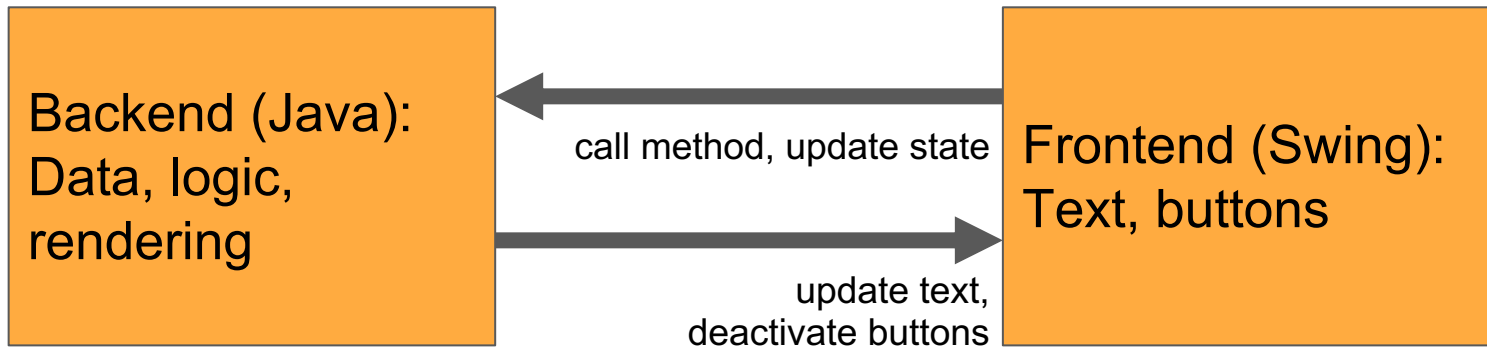 Backend (Java):
Data, logic,
rendering
call method, update state
update text,
deactivate buttons
Frontend (Swing):
Text, buttons